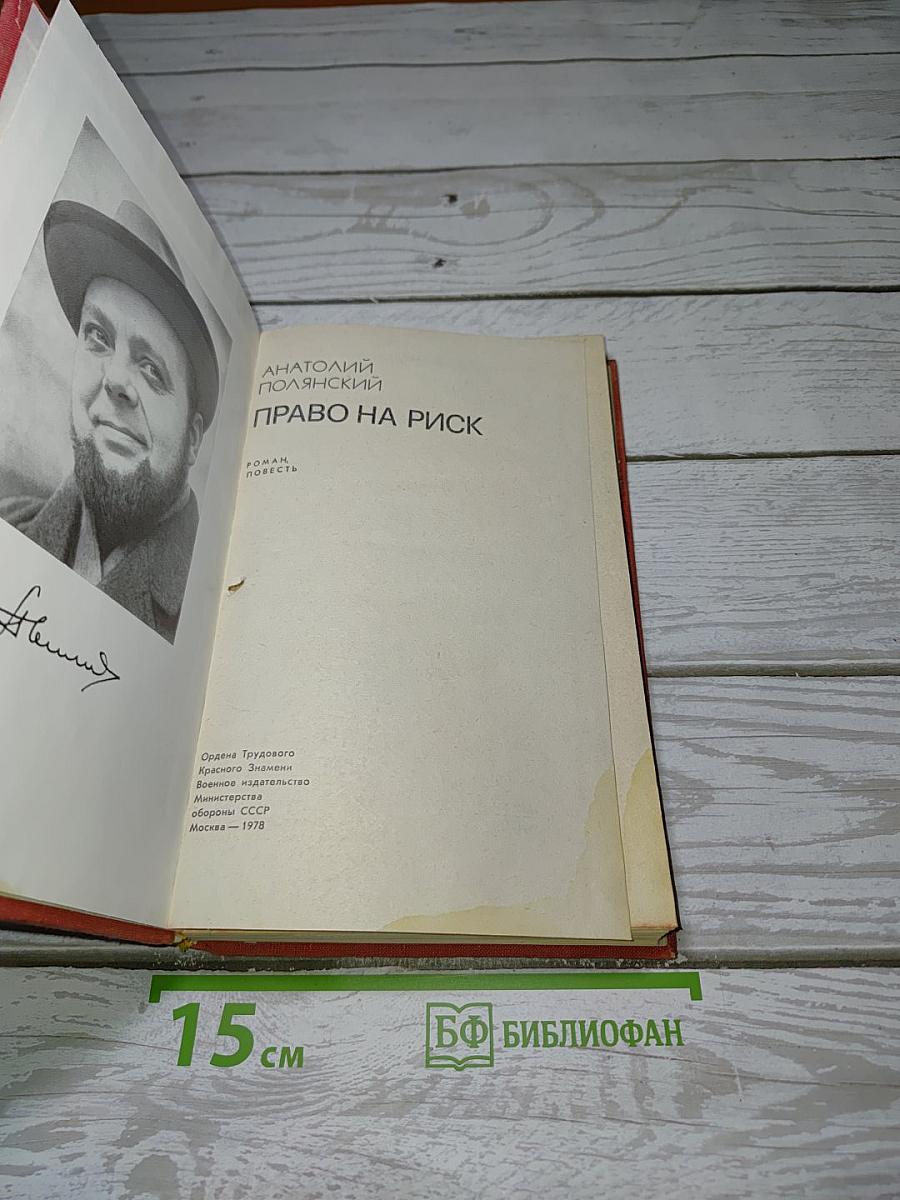 АНАТОЛИЙ
ПОЛЯНСКИЙ
ПРАВО НА РИСК
РОМАН,
ПОВЕСТЬ
Ордена Трудового
Красного Знамени
Военное издательство
Министерства
обороны СССР
Москва — 1978
15 см
БФ БИБЛИОФАН